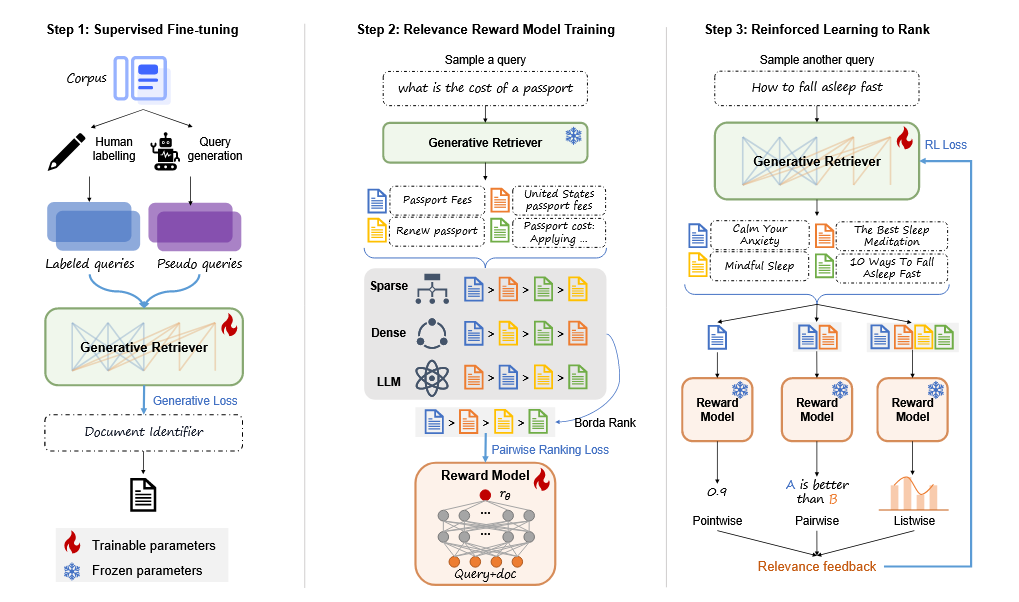 Step 1: Supervised Fine-tuning
Corpus
Human
labelling
Query
generation
Labeled queries
Pseudo queries
Generative Retriever
Generative Loss
Document Identifier
Trainable parameters
Frozen parameters
Step 2: Relevance Reward Model Training
Sample a query
what is the cost of a passport
Generative Retriever
Passport Fees
United States
passport fees
Renew passport
Passport cost:
Applying ...
Sparse
> > >
Dense
> > >
LLM
> > >
> > >
Borda Rank
Pairwise Ranking Loss
Reward Model
rθ
...
...
Query+doc
Step 3: Reinforced Learning to Rank
Sample another query
How to fall asleep fast
Generative Retriever
RL Loss
Calm Your
Anxiety
The Best Sleep
Meditation
Mindful Sleep
10 Ways To Fall
Asleep Fast
Reward
Model
Reward
Model
Reward
Model
0.9
A is better
than B
Pointwise
Pairwise
Listwise
Relevance feedback